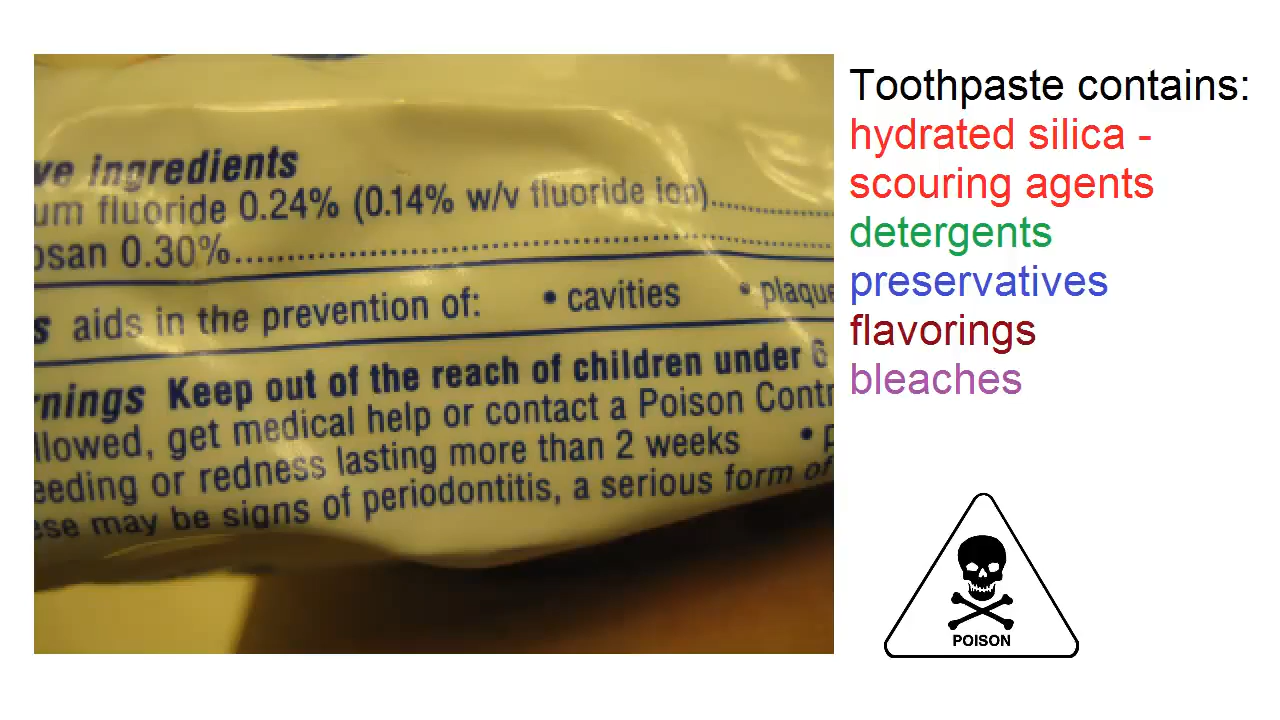 ve ingredients
um fluoride 0.24% (0.14% w/v fluoride ion)
osan 0.30%
s aids in the prevention of: • cavities • plaque
rnings Keep out of the reach of children under 6
llowed, get medical help or contact a Poison Contr
eeding or redness lasting more than 2 weeks •
ese may be signs of periodontitis, a serious form of
Toothpaste contains:
hydrated silica -
scouring agents
detergents
preservatives
flavorings
bleaches
POISON